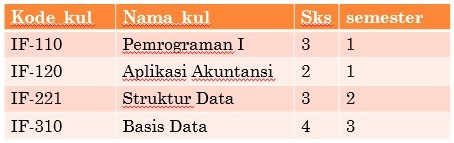 Kode_kul Nama_kul Sks semester
IF-110 Pemrograman I 3 1
IF-120 Aplikasi Akuntansi 2 1
IF-221 Struktur Data 3 2
IF-310 Basis Data 4 3